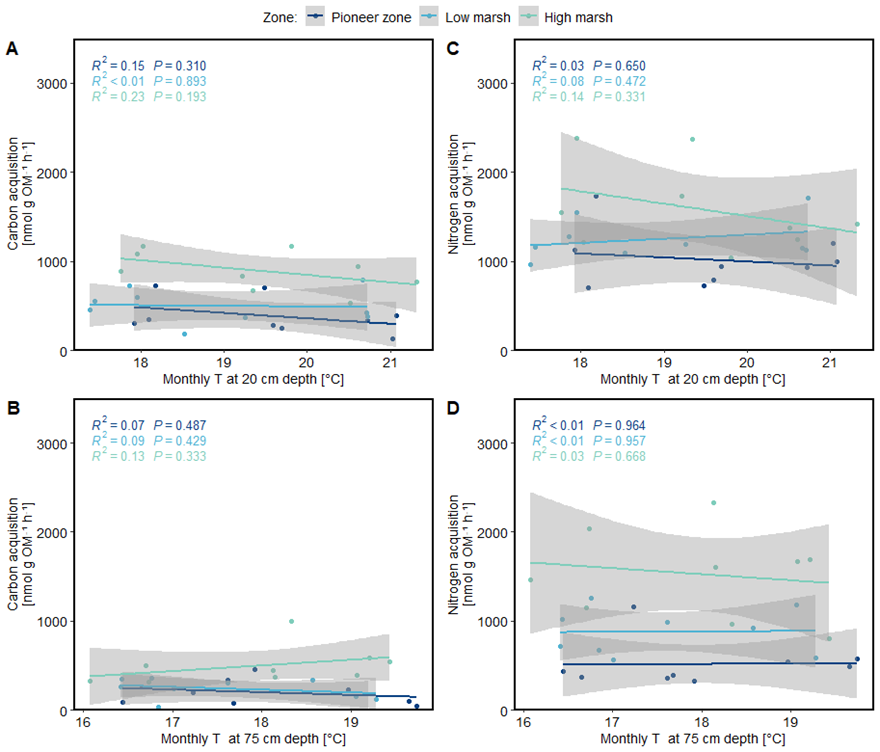 Zone: Pioneer zone Low marsh High marsh
A
R² = 0.15 P = 0.310
R² < 0.01 P = 0.893
R² = 0.23 P = 0.193
Carbon acquisition
[nmol g OM⁻¹ h⁻¹]
3000
2000
1000
0
18 19 20 21
Monthly T at 20 cm depth [°C]
C
R² = 0.03 P = 0.650
R² = 0.08 P = 0.472
R² = 0.14 P = 0.331
Nitrogen acquisition
[nmol g OM⁻¹ h⁻¹]
3000
2000
1000
0
18 19 20 21
Monthly T at 20 cm depth [°C]
B
R² = 0.07 P = 0.487
R² = 0.09 P = 0.429
R² = 0.13 P = 0.333
Carbon acquisition
[nmol g OM⁻¹ h⁻¹]
3000
2000
1000
0
16 17 18 19
Monthly T at 75 cm depth [°C]
D
R² < 0.01 P = 0.964
R² < 0.01 P = 0.957
R² = 0.03 P = 0.668
Nitrogen acquisition
[nmol g OM⁻¹ h⁻¹]
3000
2000
1000
0
16 17 18 19
Monthly T at 75 cm depth [°C]